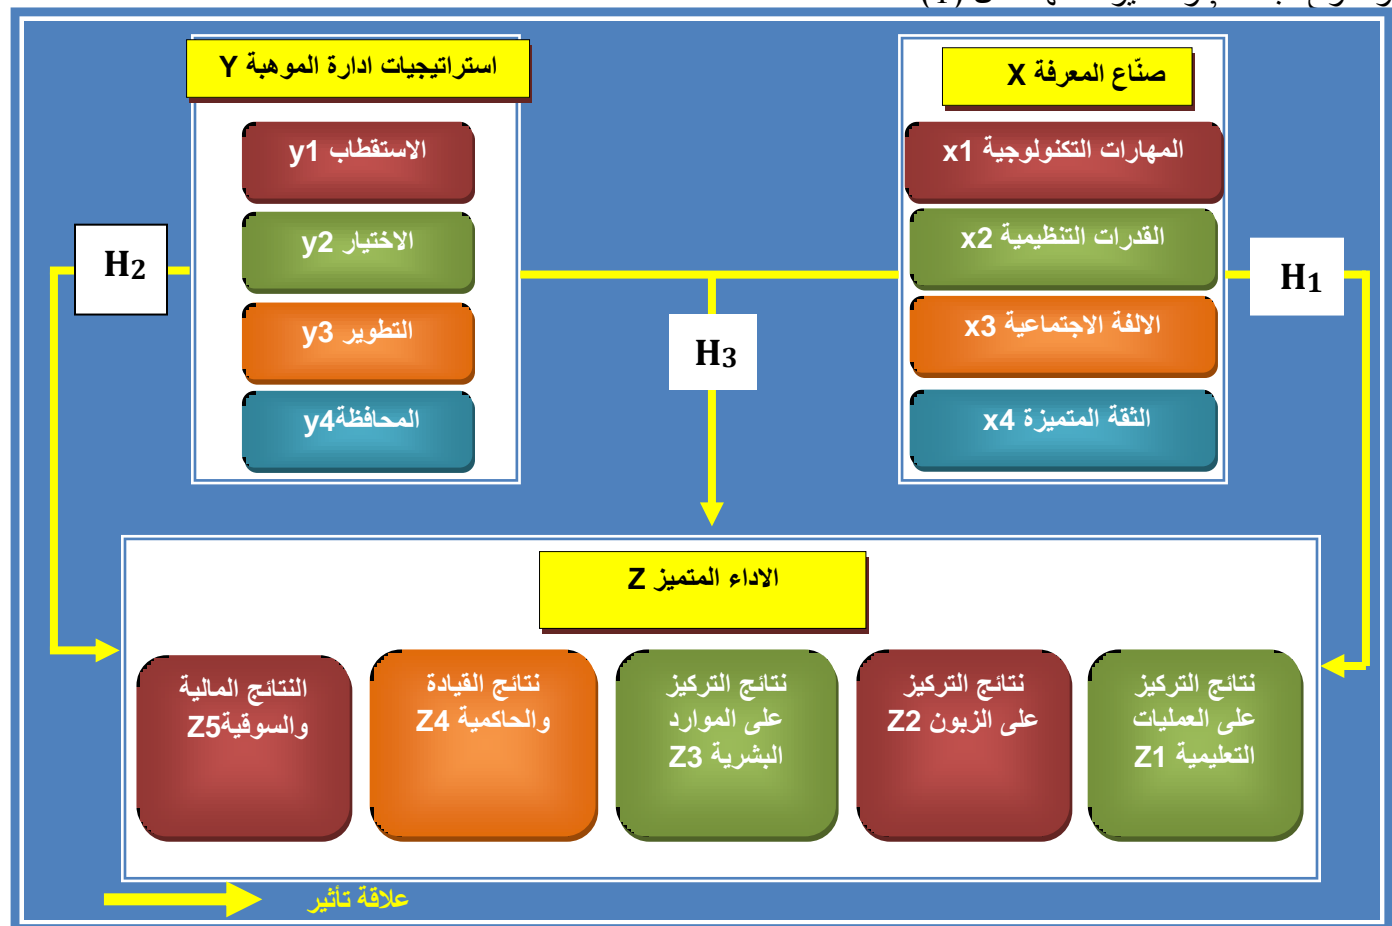 (1)
صنّاع المعرفة X
المهارات التكنولوجية x1
القدرات التنظيمية x2
الالفة الاجتماعية x3
الثقة المتميزة x4
استراتيجيات ادارة الموهبة Y
الاستقطاب y1
الاختيار y2
التطوير y3
المحافظةy4
H1
H3
H2
الاداء المتميز Z
نتائج التركيز
على العمليات
التعليمية Z1
نتائج التركيز
على الزبون Z2
نتائج التركيز
على الموارد
البشرية Z3
نتائج القيادة
والحاكمية Z4
النتائج المالية
والسوقيةZ5
علاقة تأثير